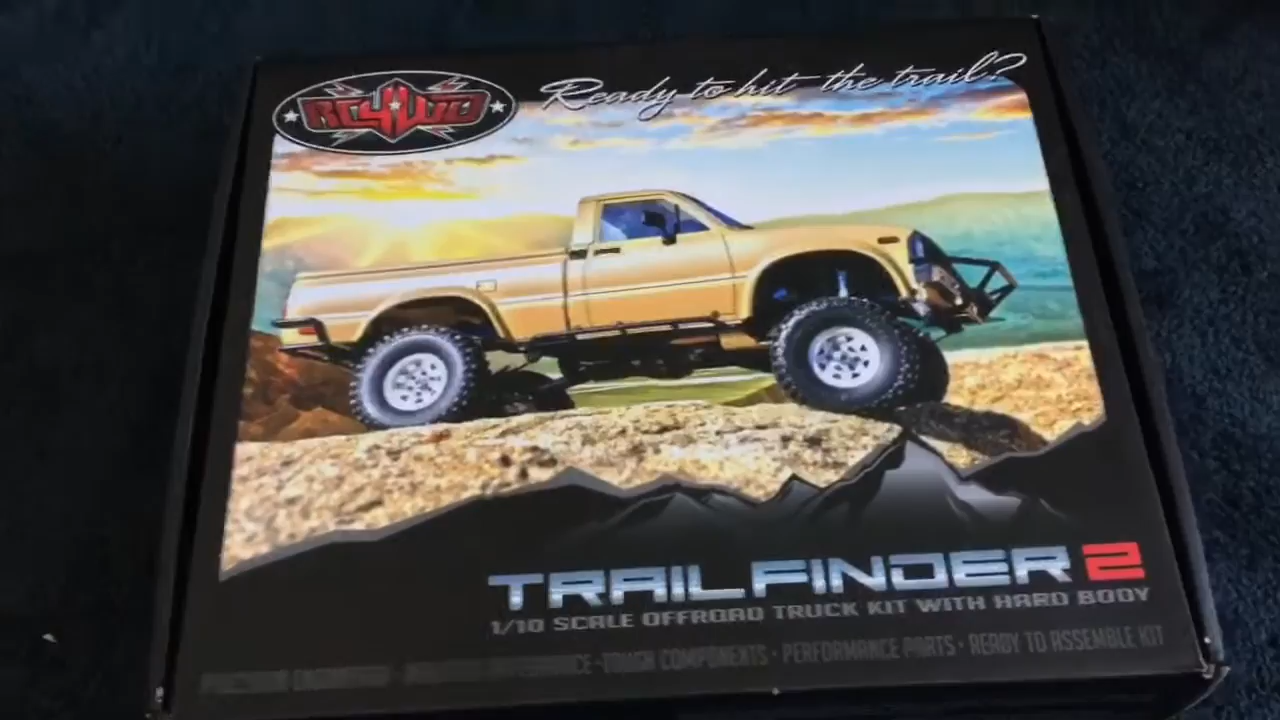 RC4WD
Ready to hit the trail?
TRAILFINDER 2
1/10 SCALE OFFROAD TRUCK KIT WITH HARD BODY
TOUGH COMPONENTS · PERFORMANCE PARTS · READY TO ASSEMBLE KIT